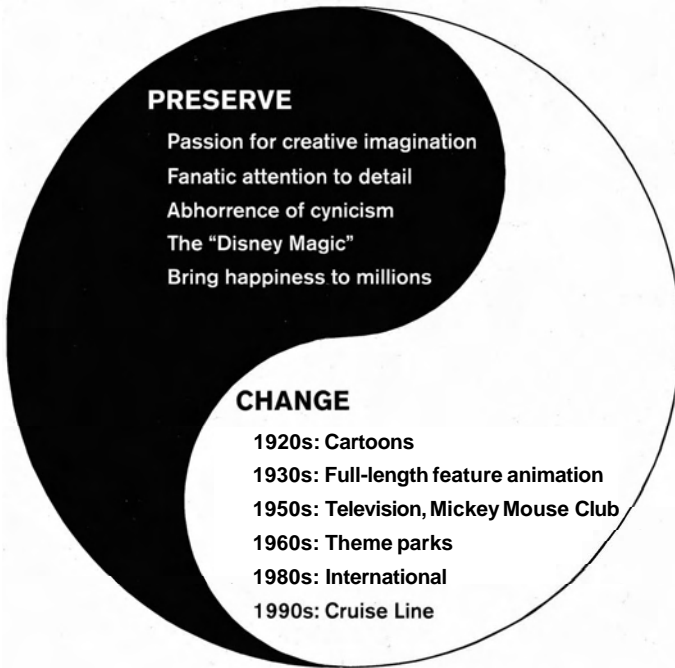 PRESERVE
Passion for creative imagination
Fanatic attention to detail
Abhorrence of cynicism
The “Disney Magic”
Bring happiness to millions
CHANGE
1920s: Cartoons
1930s: Full-length feature animation
1950s: Television, Mickey Mouse Club
1960s: Theme parks
1980s: International
1990s: Cruise Line